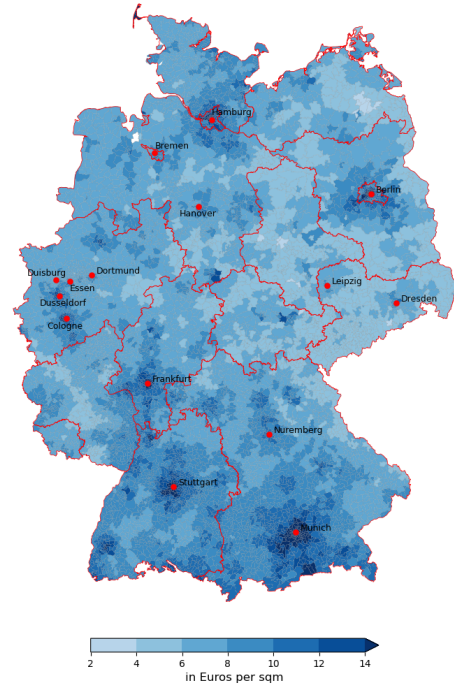 Hamburg
Bremen
Berlin
Hanover
Duisburg
Dortmund
Essen
Leipzig
Dusseldorf
Dresden
Cologne
Frankfurt
Nuremberg
Stuttgart
Munich
2 4 6 8 10 12 14
in Euros per sqm